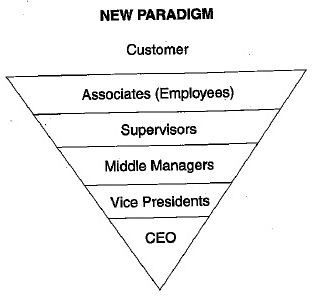 NEW PARADIGM
Customer
Associates (Employees)
Supervisors
Middle Managers
Vice Presidents
CEO